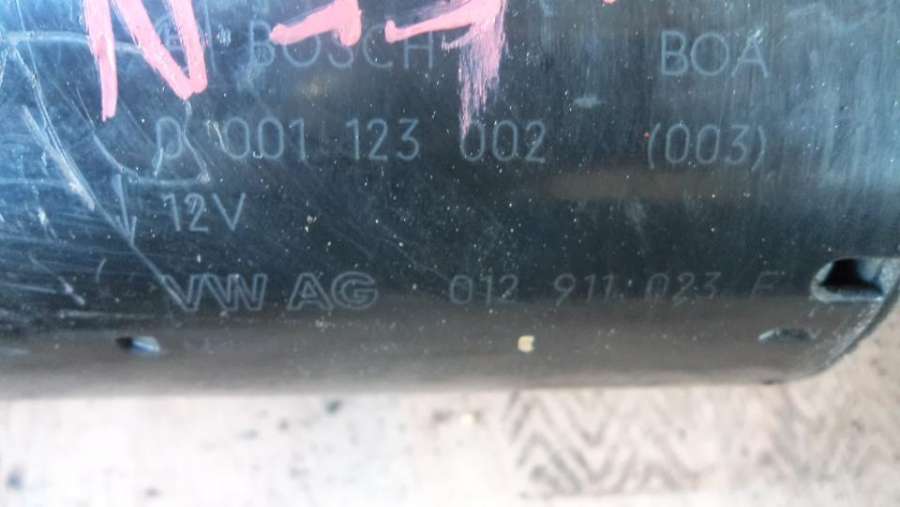 BOSCH BOA
0 001 123 002 (003)
12V
VW AG 012 911 023 F